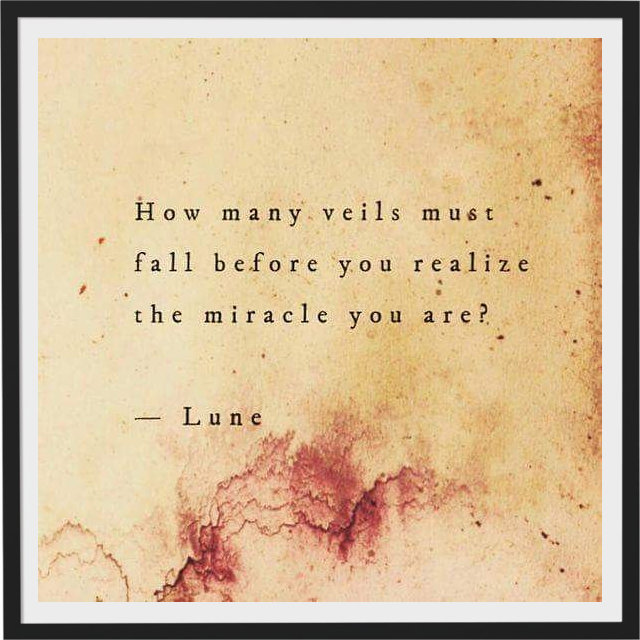 How many veils must
fall before you realize
the miracle you are?
— Lune